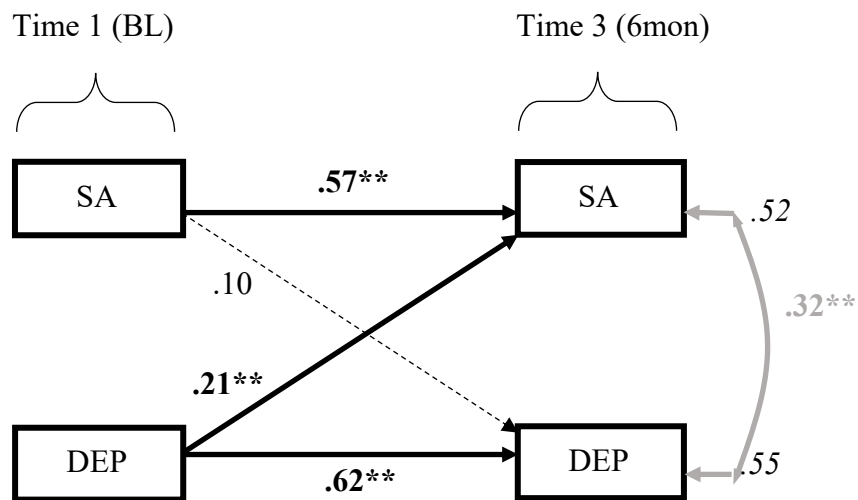 Time 1 (BL)
Time 3 (6mon)
SA
.57**
SA
.52
.10
.32**
.21**
DEP
.62**
DEP
.55